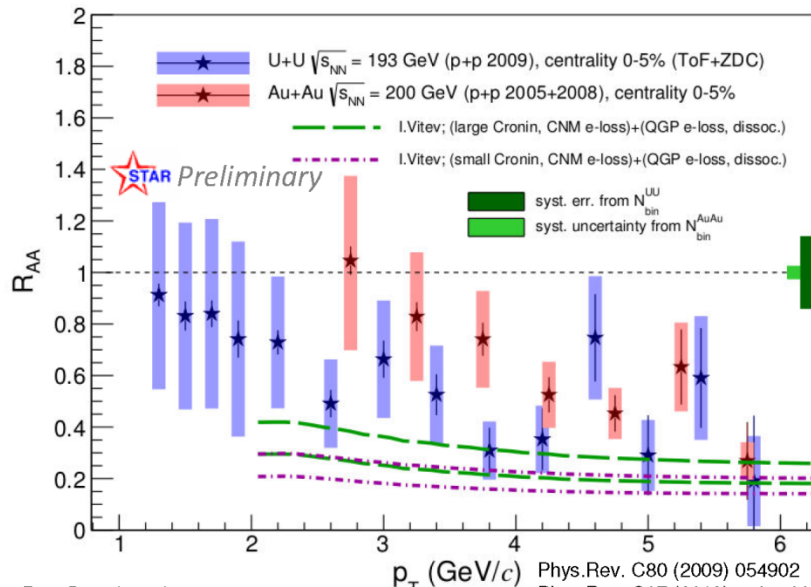 2
1.8
1.6
1.4
1.2
1
0.8
0.6
0.4
0.2
0
R_AA
U+U √s_NN = 193 GeV (p+p 2009), centrality 0-5% (ToF+ZDC)
Au+Au √s_NN = 200 GeV (p+p 2005+2008), centrality 0-5%
I.Vitev; (large Cronin, CNM e-loss)+(QGP e-loss, dissoc.)
I.Vitev; (small Cronin, CNM e-loss)+(QGP e-loss, dissoc.)
STAR Preliminary
syst. err. from N_bin^UU
syst. uncertainty from N_bin^AuAu
1 2 3 4 5 6
p_T (GeV/c)
Phys.Rev. C80 (2009) 054902